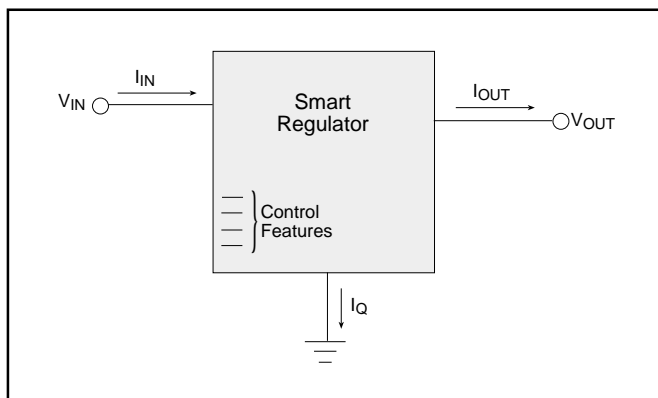 IIN
VIN
Smart
Regulator
IOUT
VOUT
Control
Features
IQ